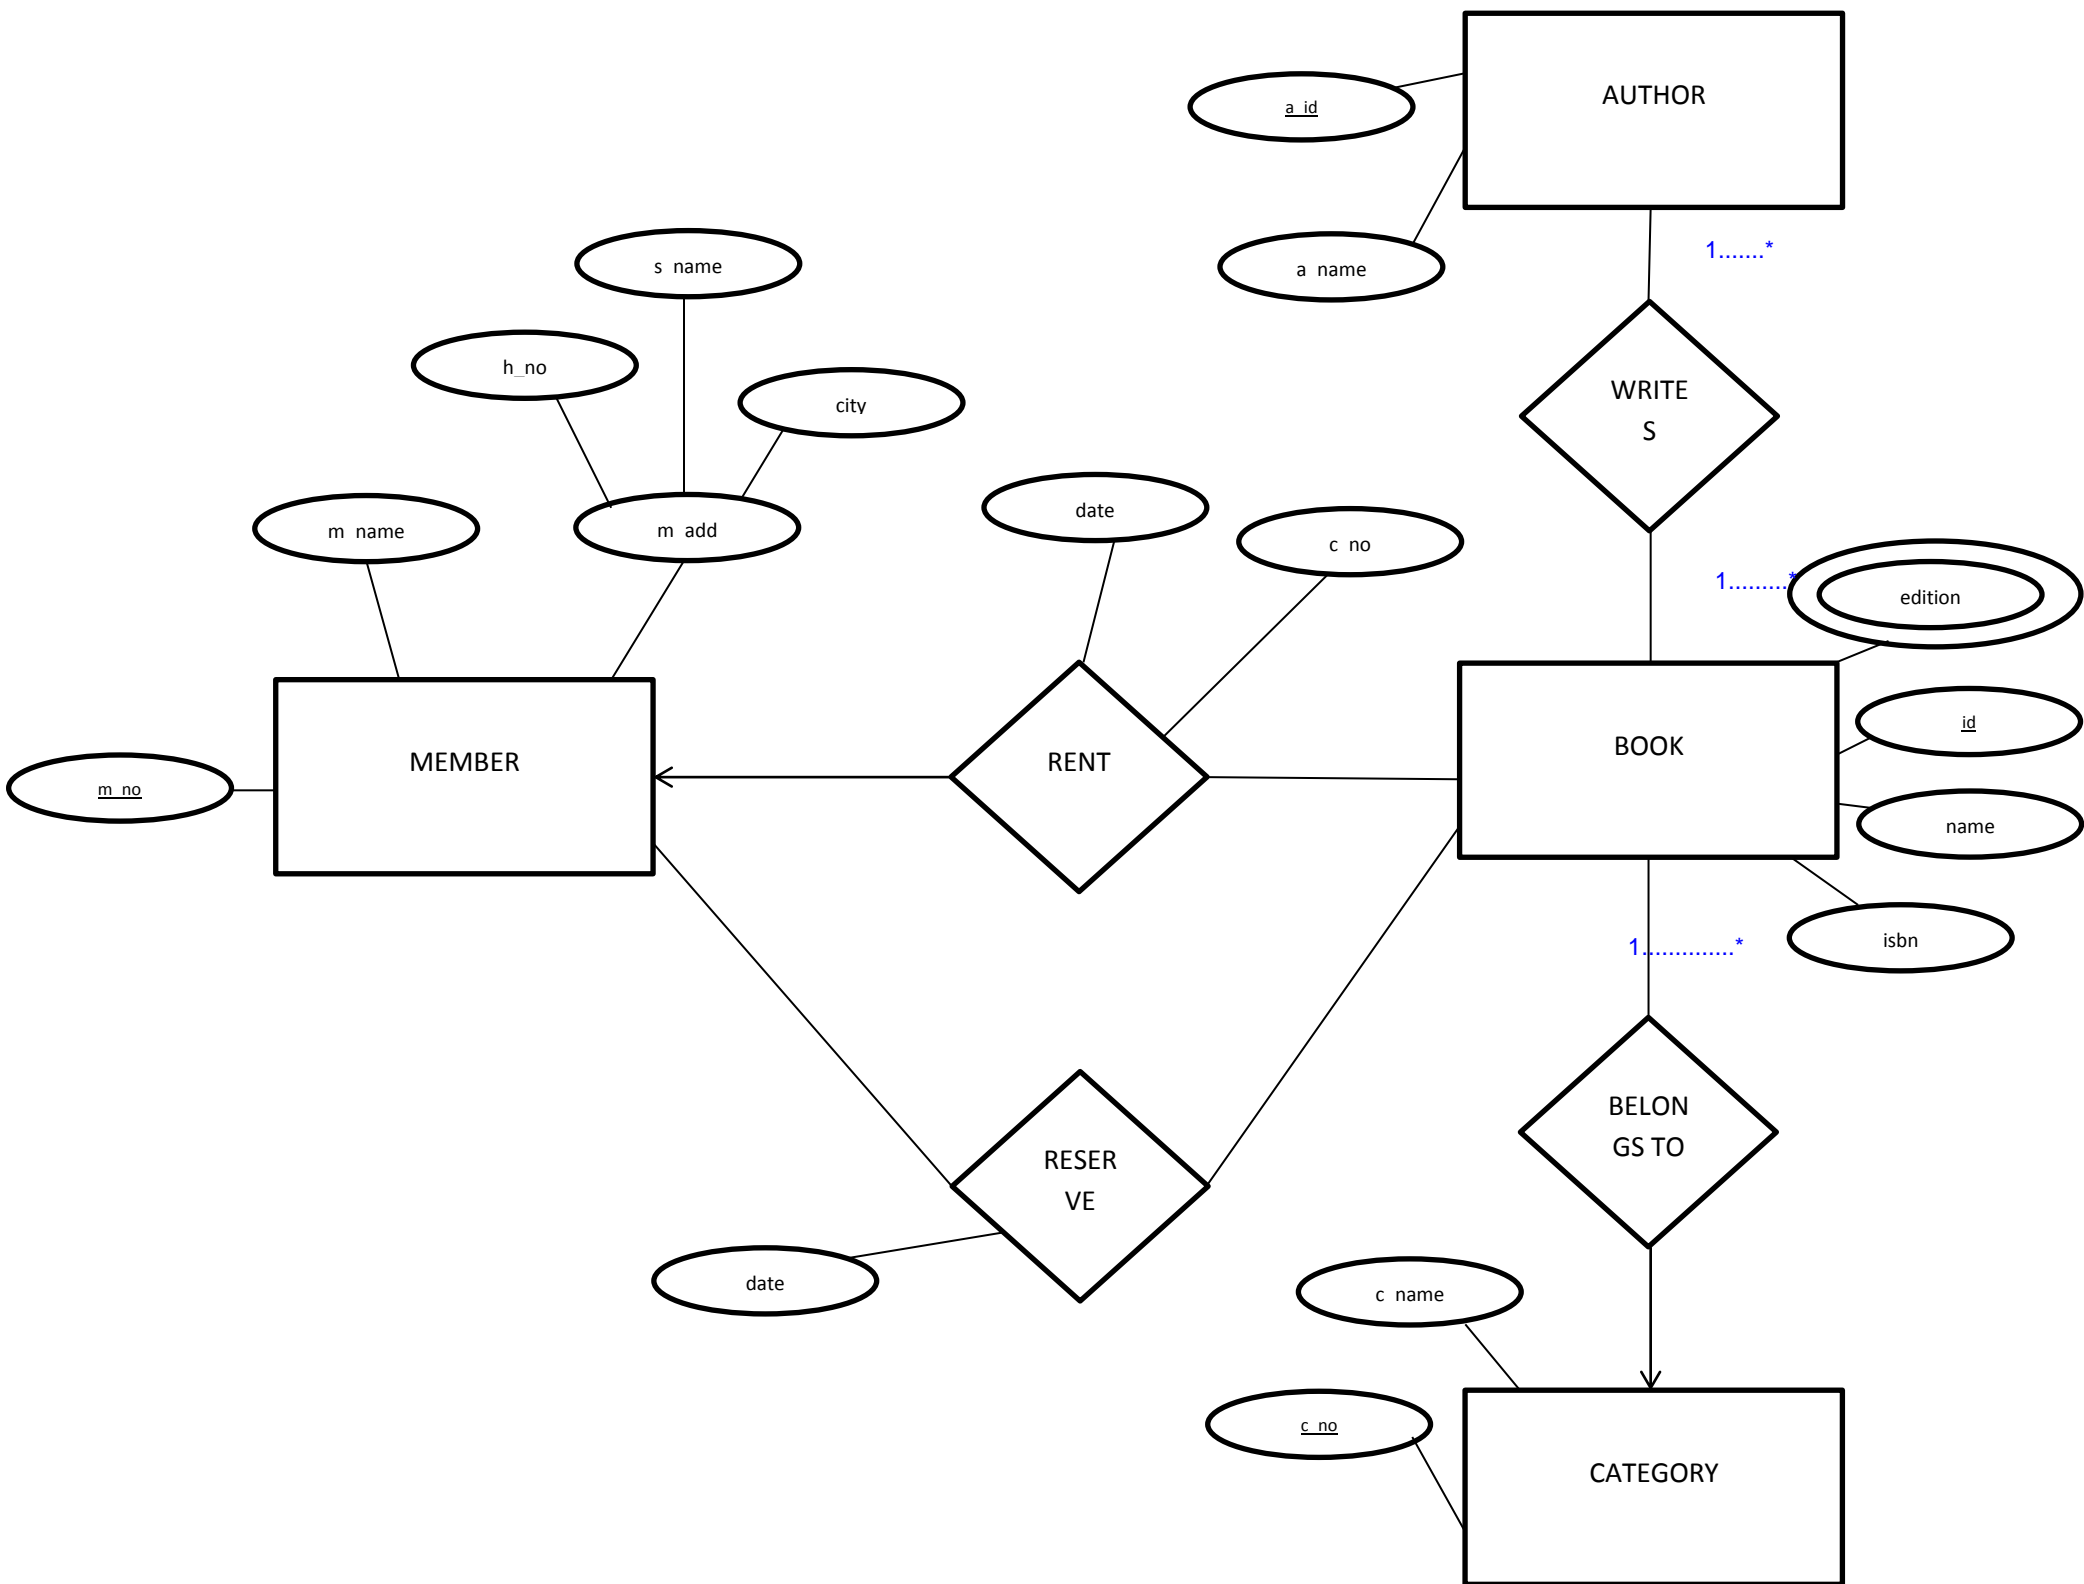 AUTHOR
a_id
a_name
1.......*
s_name
h_no
city
WRITE
S
date
c_no
m_name
m_add
1.........*
edition
id
BOOK
MEMBER
RENT
m_no
name
isbn
1..............*
BELON
GS TO
RESER
VE
date
c_name
c_no
CATEGORY